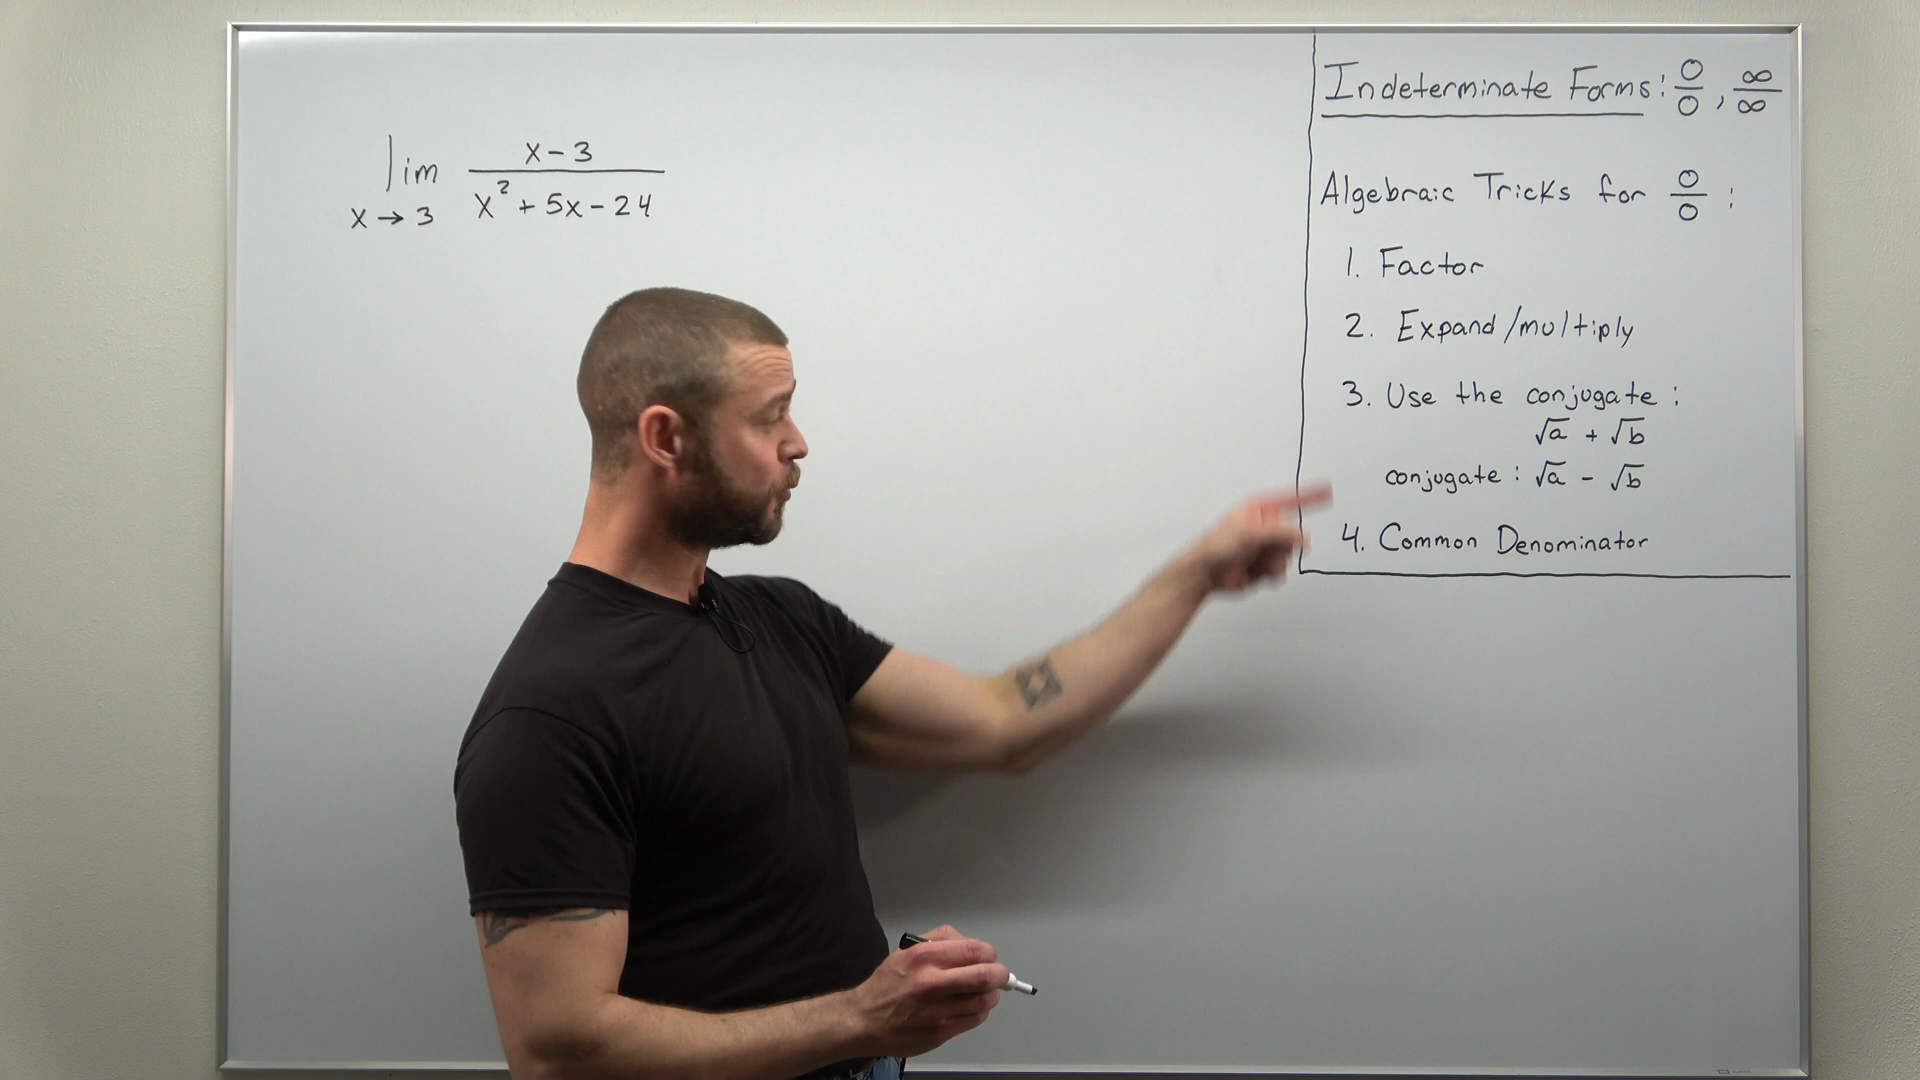 lim x→3 (x-3)/(x²+5x-24)
Indeterminate Forms: 0/0, ∞/∞
Algebraic Tricks for 0/0:
1. Factor
2. Expand/multiply
3. Use the conjugate:
√a + √b
conjugate: √a - √b
4. Common Denominator